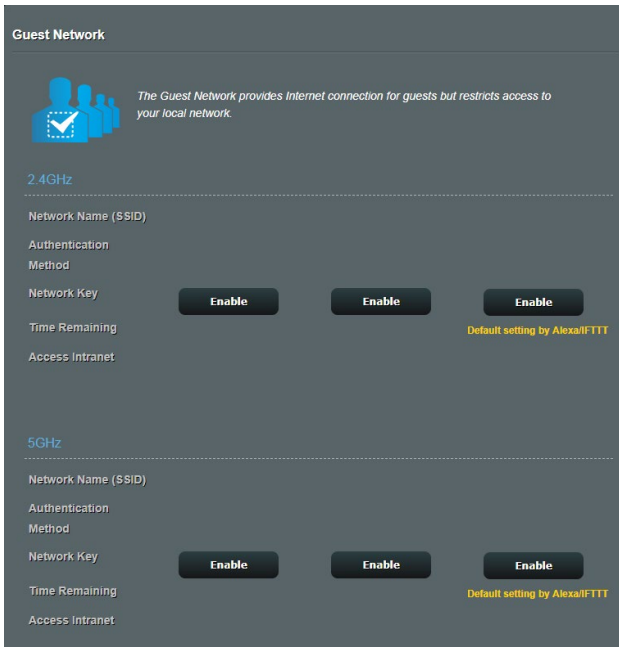 Guest Network
The Guest Network provides Internet connection for guests but restricts access to
your local network.
2.4GHz
Network Name (SSID)
Authentication
Method
Network Key
Enable Enable Enable
Time Remaining
Default setting by Alexa/IFTTT
Access Intranet
5GHz
Network Name (SSID)
Authentication
Method
Network Key
Enable Enable Enable
Time Remaining
Default setting by Alexa/IFTTT
Access Intranet